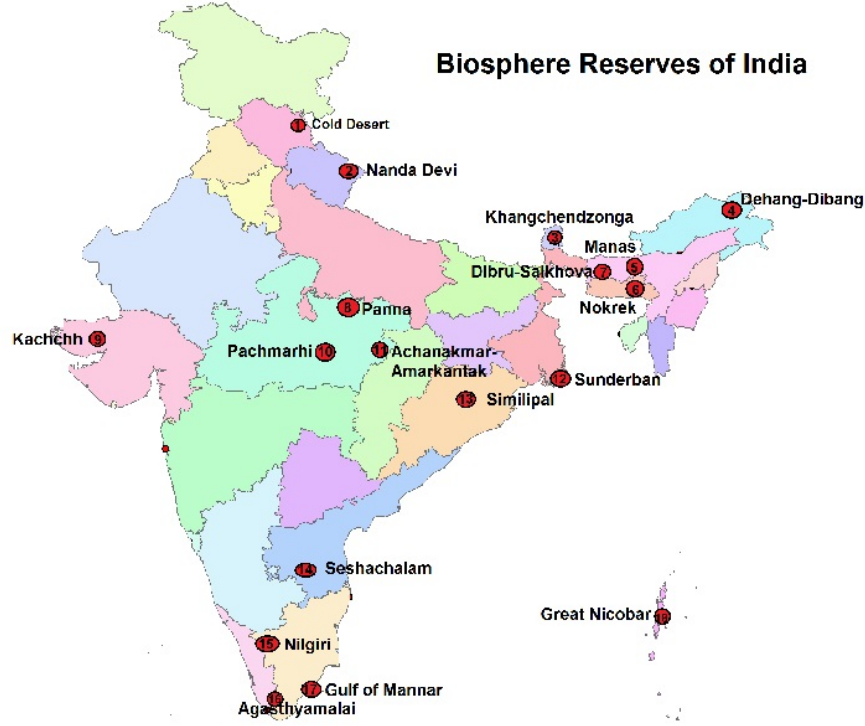 Biosphere Reserves of India
1 Cold Desert
2 Nanda Devi
Dehang-Dibang
4
Khangchendzonga
3
Manas
5
Dibru-Saikhova 7
6
Nokrek
8 Panna
Kachchh 9
Pachmarhi 10
11 Achanakmar-
Amarkantak
12 Sunderban
13 Similipal
14 Seshachalam
Great Nicobar 18
15 Nilgiri
17 Gulf of Mannar
16
Agasthyamalai